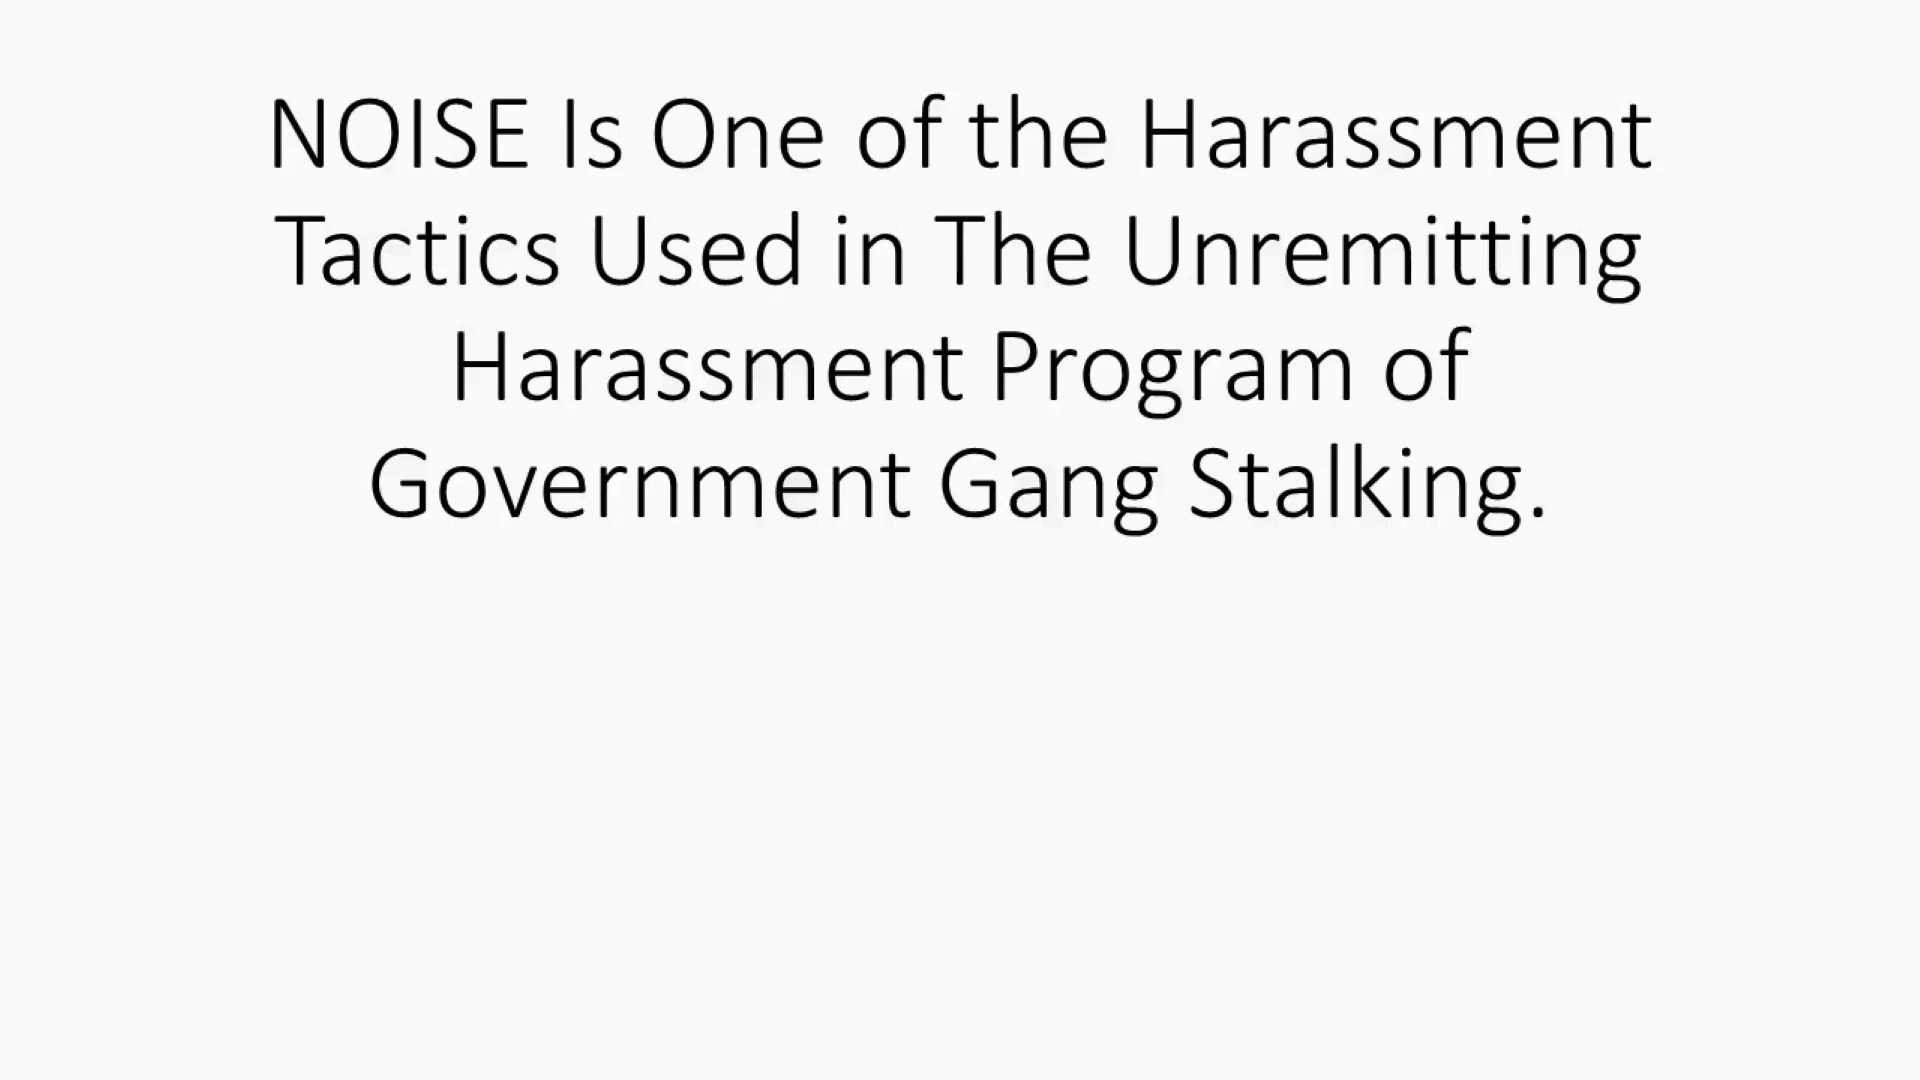 NOISE Is One of the Harassment
Tactics Used in The Unremitting
Harassment Program of
Government Gang Stalking.